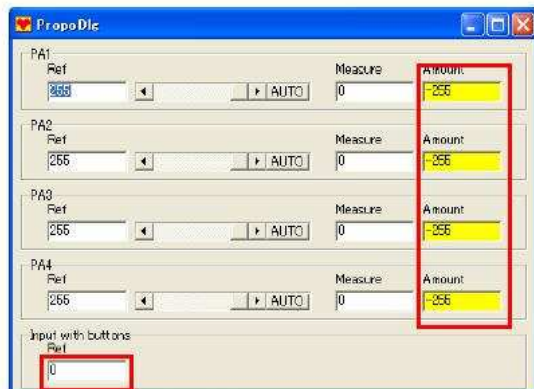 PropoDlg
PA1
Ref Measure Amount
255 AUTO 0 -255
PA2
Ref Measure Amount
255 AUTO 0 -255
PA3
Ref Measure Amount
255 AUTO 0 -255
PA4
Ref Measure Amount
255 AUTO 0 -255
Input with buttons
Ref
0